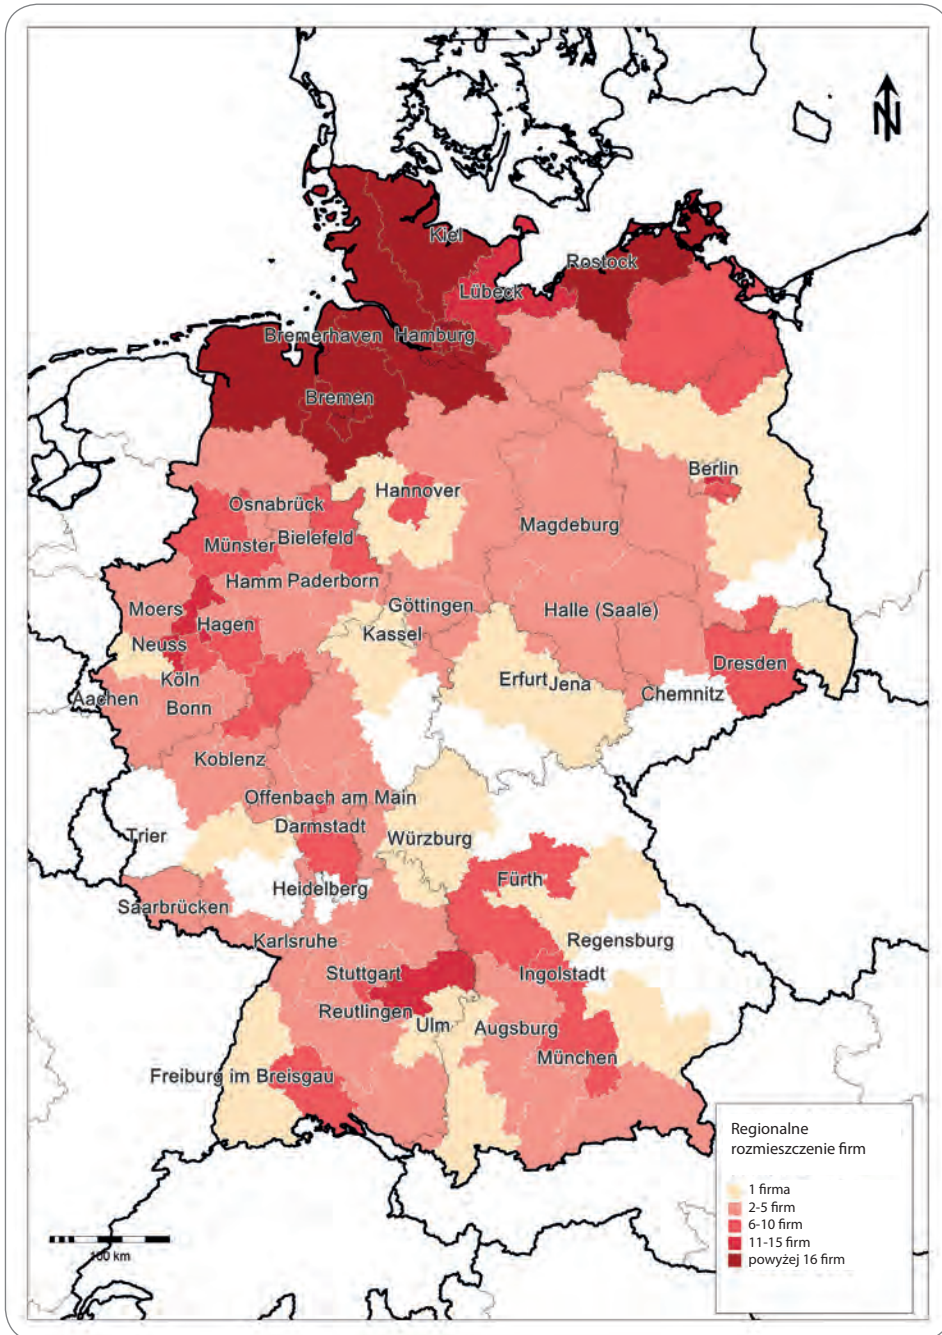 N
Kiel
Rostock
Lübeck
Bremerhaven
Hamburg
Bremen
Berlin
Hannover
Osnabrück
Magdeburg
Münster
Bielefeld
Hamm
Paderborn
Moers
Göttingen
Halle (Saale)
Hagen
Kassel
Neuss
Dresden
Köln
Erfurt
Jena
Chemnitz
Aachen
Bonn
Koblenz
Offenbach am Main
Darmstadt
Trier
Würzburg
Fürth
Heidelberg
Saarbrücken
Karlsruhe
Regensburg
Stuttgart
Ingolstadt
Reutlingen
Ulm
Augsburg
München
Freiburg im Breisgau
Regionalne
rozmieszczenie firm
1 firma
2-5 firm
6-10 firm
11-15 firm
powyżej 16 firm
100 km